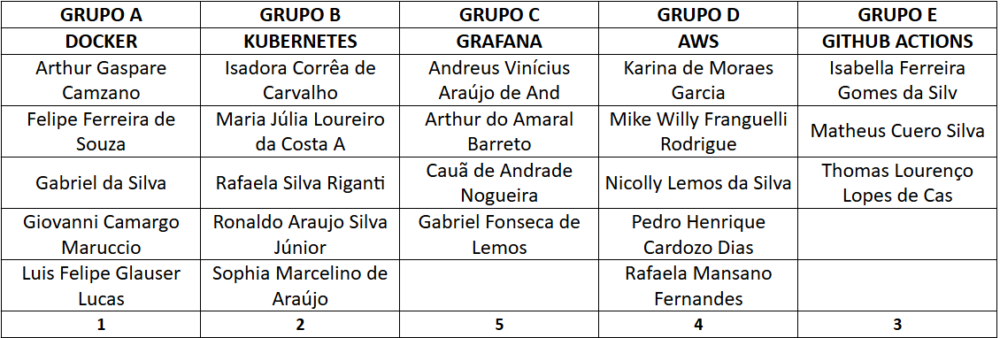 GRUPO A GRUPO B GRUPO C GRUPO D GRUPO E
DOCKER KUBERNETES GRAFANA AWS GITHUB ACTIONS
Arthur Gaspare Isadora Corrêa de Andreus Vinícius Karina de Moraes Isabella Ferreira
Camzano Carvalho Araújo de And Garcia Gomes da Silv
Felipe Ferreira de Maria Júlia Loureiro Arthur do Amaral Mike Willy Franguelli Matheus Cuero Silva
Souza da Costa A Barreto Rodrigue
Gabriel da Silva Rafaela Silva Riganti Cauã de Andrade Nicolly Lemos da Silva Thomas Lourenço
Nogueira Lopes de Cas
Giovanni Camargo Ronaldo Araujo Silva Gabriel Fonseca de Pedro Henrique
Maruccio Júnior Lemos Cardozo Dias
Luis Felipe Glauser Sophia Marcelino de Rafaela Mansano
Lucas Araújo Fernandes
1 2 5 4 3